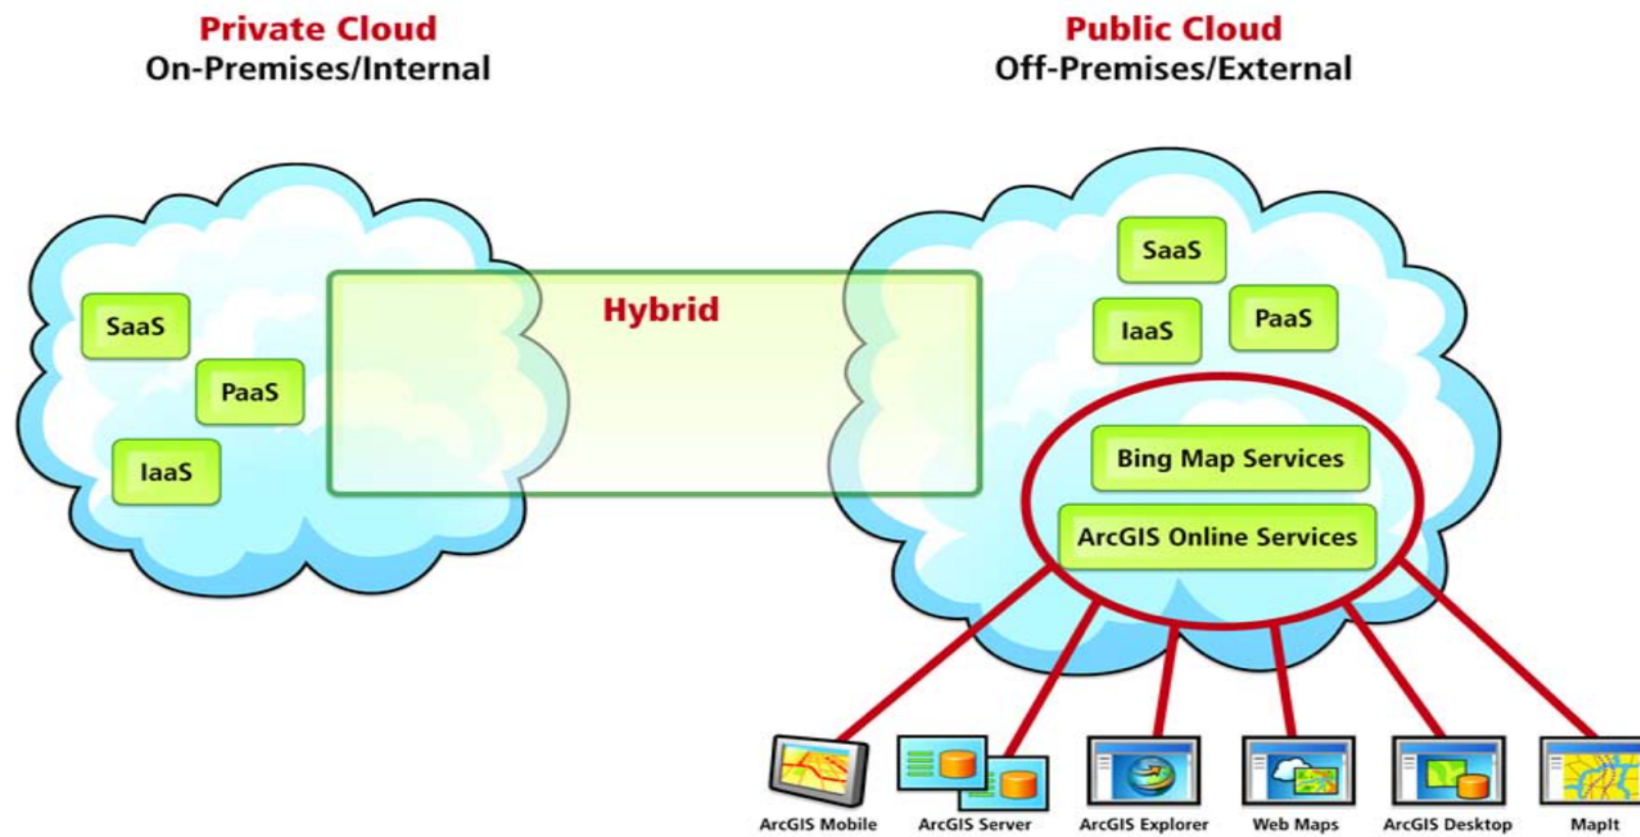 Private Cloud
On-Premises/Internal
Public Cloud
Off-Premises/External
SaaS
PaaS
IaaS
Hybrid
SaaS
IaaS
PaaS
Bing Map Services
ArcGIS Online Services
ArcGIS Mobile
ArcGIS Server
ArcGIS Explorer
Web Maps
ArcGIS Desktop
MapIt